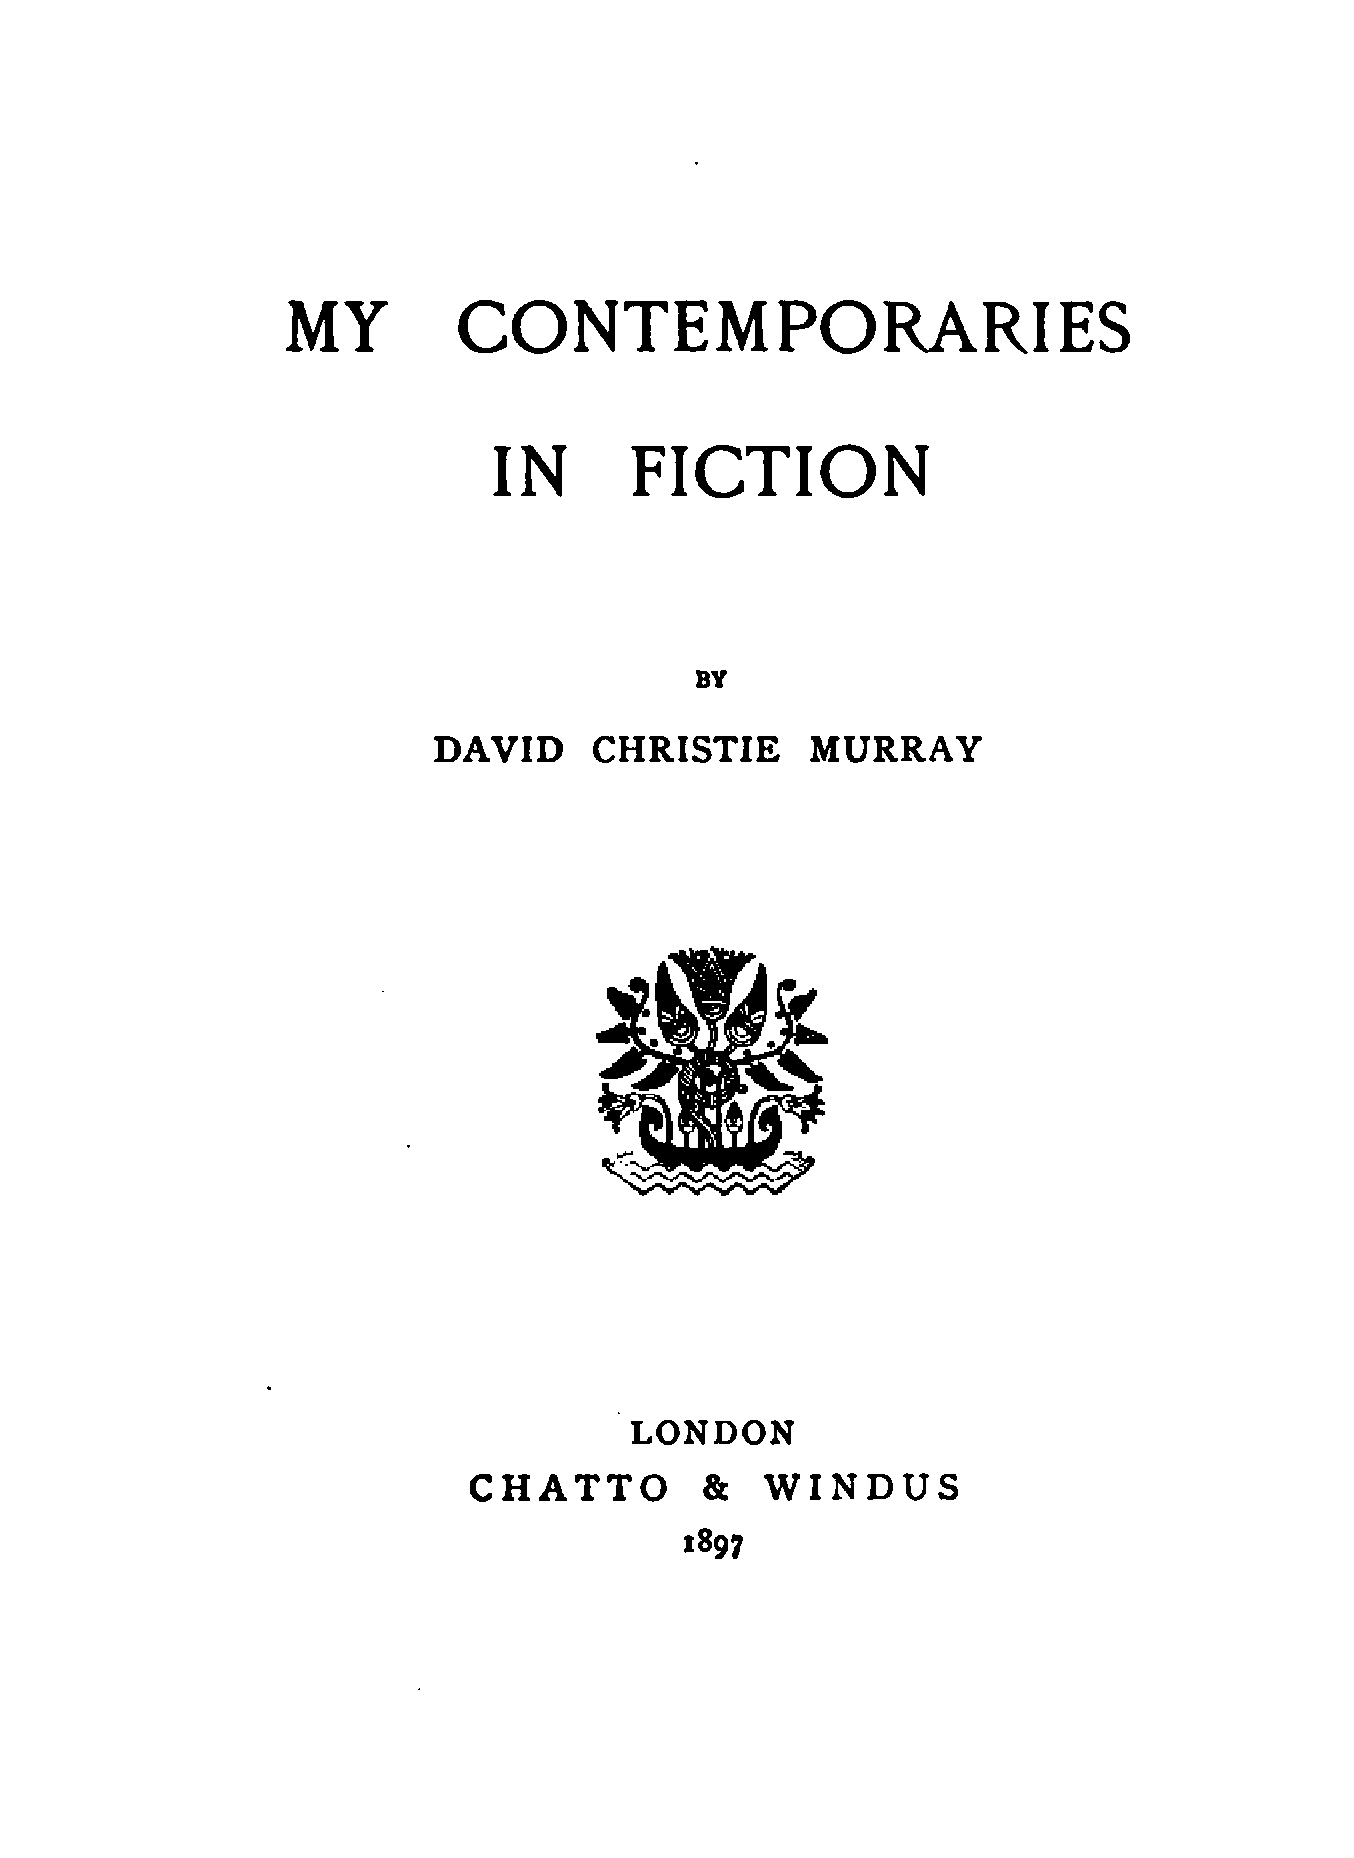 MY CONTEMPORARIES
IN FICTION
BY
DAVID CHRISTIE MURRAY
LONDON
CHATTO & WINDUS
1897